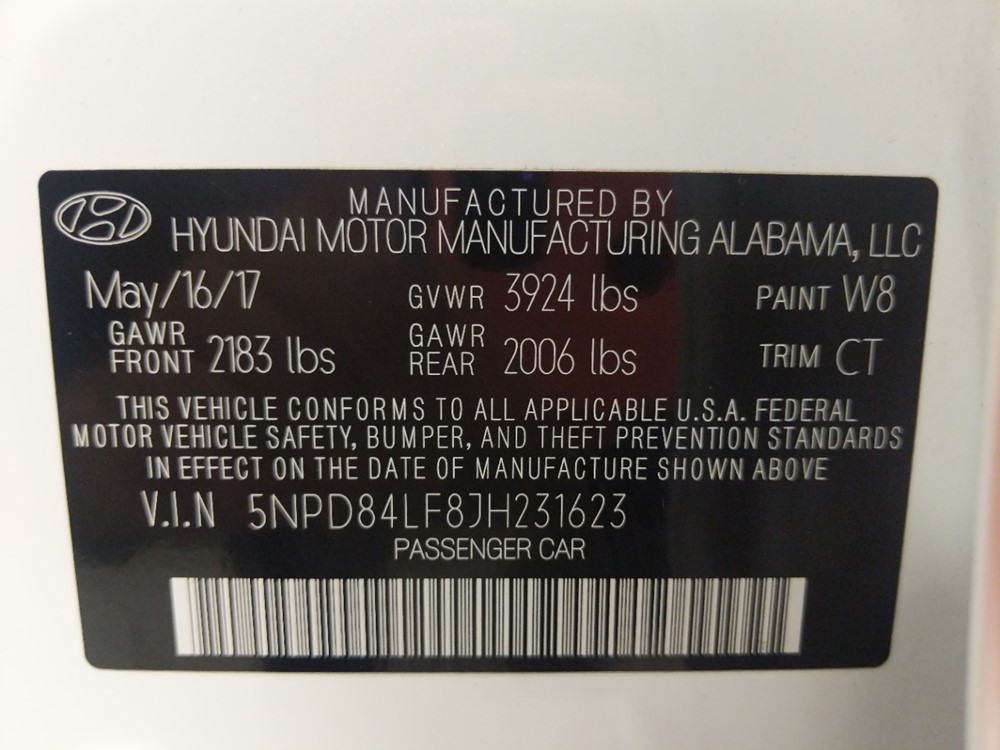 MANUFACTURED BY
HYUNDAI MOTOR MANUFACTURING ALABAMA, LLC
May/16/17 GVWR 3924 lbs PAINT W8
GAWR FRONT 2183 lbs GAWR REAR 2006 lbs TRIM CT
THIS VEHICLE CONFORMS TO ALL APPLICABLE U.S.A. FEDERAL
MOTOR VEHICLE SAFETY, BUMPER, AND THEFT PREVENTION STANDARDS
IN EFFECT ON THE DATE OF MANUFACTURE SHOWN ABOVE
V.I.N 5NPD84LF8JH231623
PASSENGER CAR